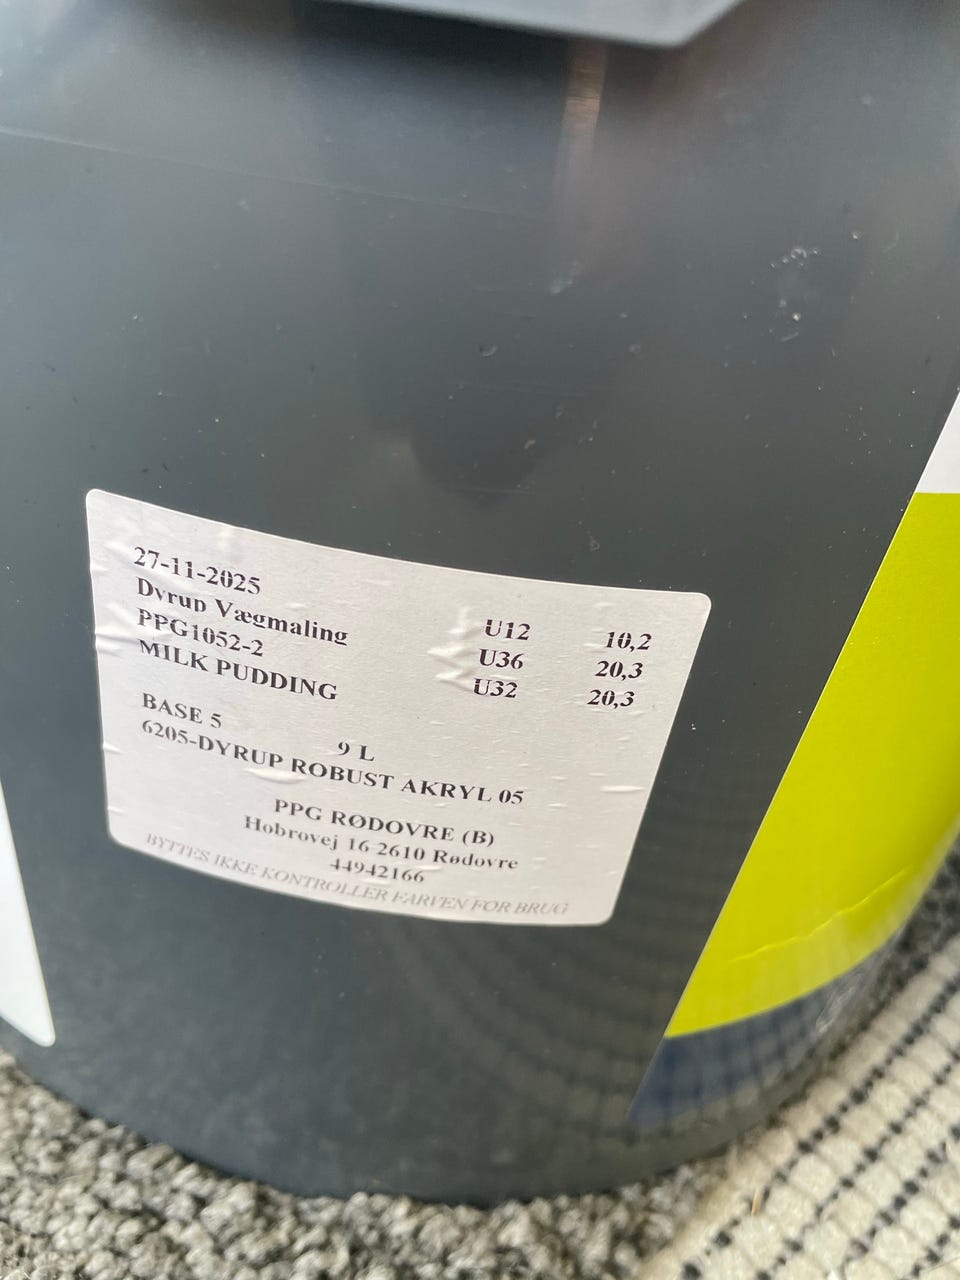 27-11-2025
Dyrup Vægmaling
PPG1052-2
MILK PUDDING
U12 10,2
U36 20,3
U32 20,3
BASE 5
9 L
6205-DYRUP ROBUST AKRYL 05
PPG RØDOVRE (B)
Hobrovej 16 2610 Rødovre
44942166
BYTTES IKKE KONTROLLER FARVEN FØR BRUG